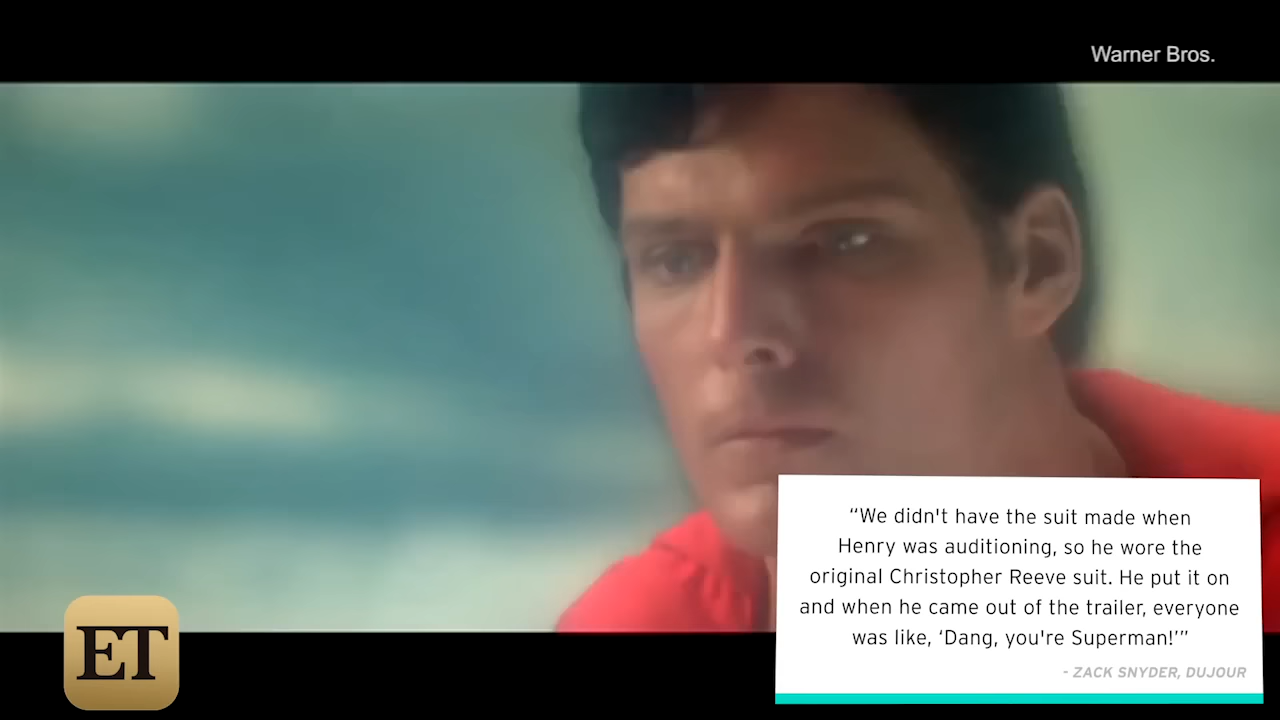 Warner Bros.
“We didn't have the suit made when
Henry was auditioning, so he wore the
original Christopher Reeve suit. He put it on
and when he came out of the trailer, everyone
was like, ‘Dang, you're Superman!’”
- ZACK SNYDER, DUJOUR
ET